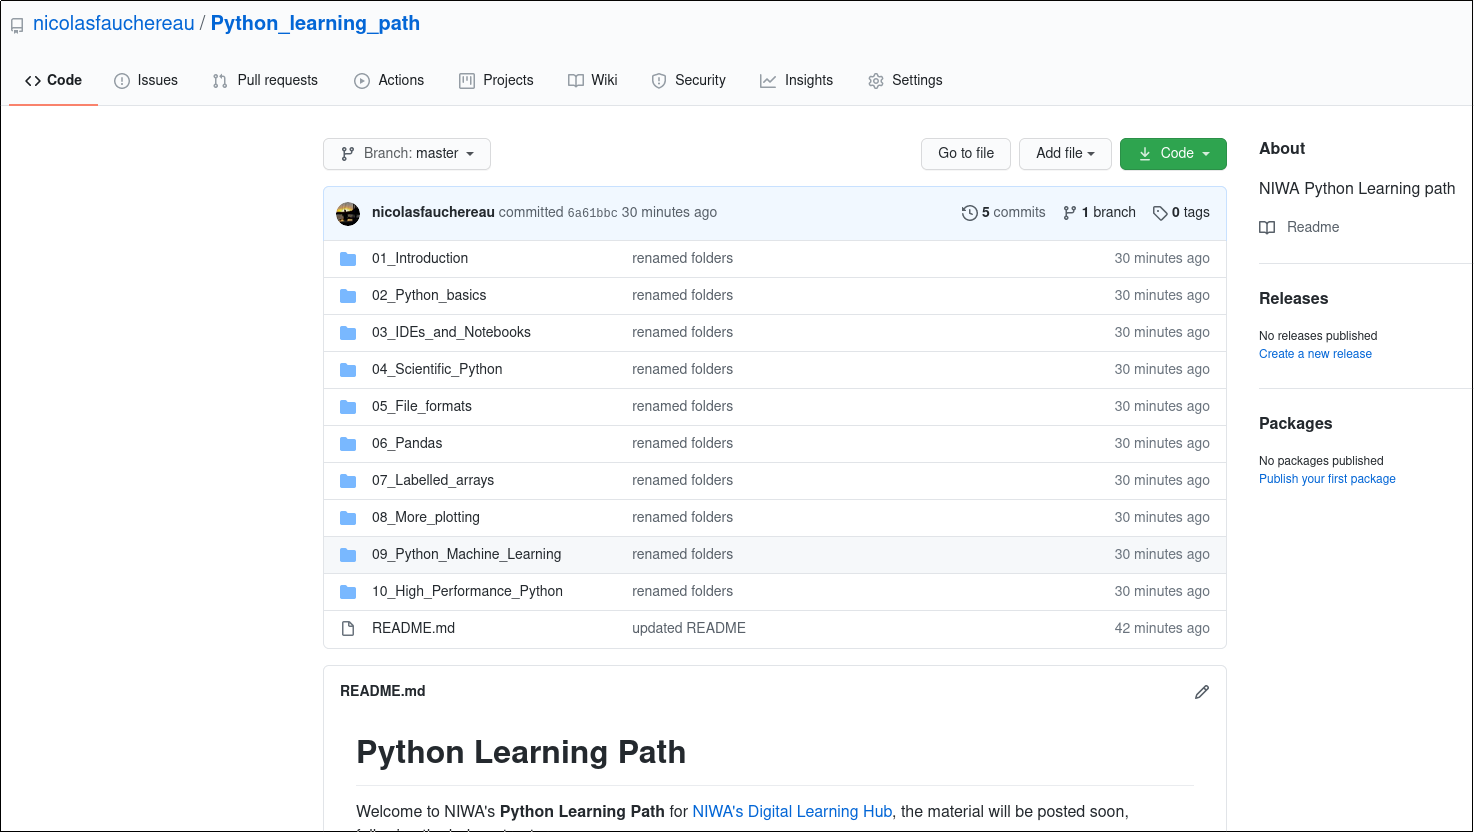 nicolasfauchereau / Python_learning_path
Code Issues Pull requests Actions Projects Wiki Security Insights Settings
Branch: master Go to file Add file Code
nicolasfauchereau committed 6a61bbc 30 minutes ago 5 commits 1 branch 0 tags
01_Introduction renamed folders 30 minutes ago
02_Python_basics renamed folders 30 minutes ago
03_IDEs_and_Notebooks renamed folders 30 minutes ago
04_Scientific_Python renamed folders 30 minutes ago
05_File_formats renamed folders 30 minutes ago
06_Pandas renamed folders 30 minutes ago
07_Labelled_arrays renamed folders 30 minutes ago
08_More_plotting renamed folders 30 minutes ago
09_Python_Machine_Learning renamed folders 30 minutes ago
10_High_Performance_Python renamed folders 30 minutes ago
README.md updated README 42 minutes ago
README.md
Python Learning Path
Welcome to NIWA's Python Learning Path for NIWA's Digital Learning Hub, the material will be posted soon,
About
NIWA Python Learning path
Readme
Releases
No releases published
Create a new release
Packages
No packages published
Publish your first package